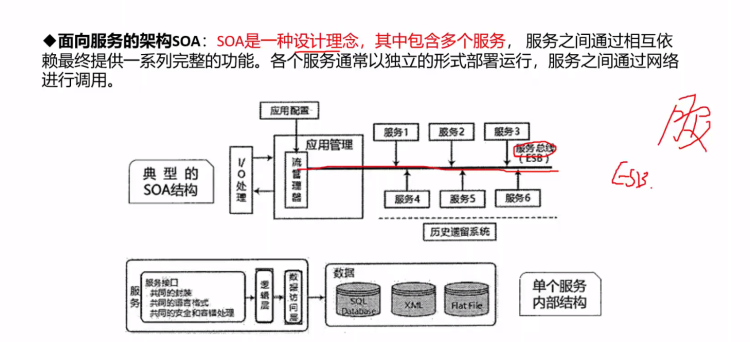 ◆面向服务的架构SOA：SOA是一种设计理念，其中包含多个服务，服务之间通过相互依
赖最终提供一系列完整的功能。各个服务通常以独立的形式部署运行，服务之间通过网络
进行调用。
应用配置
应用管理
流管理器
I/O处理
典型的
SOA结构
服务1
服务2
服务3
服务总线
（ESB）
服务4
服务5
服务6
历史遗留系统
服
ESB.
服务
服务接口
共同的封装
共同的语言格式
共同的安全和容错处理
逻辑层
数据访问层
数据
SQL
Database
XML
Flat File
单个服务
内部结构